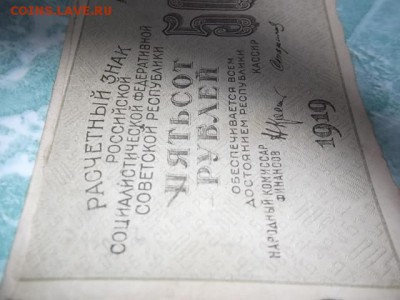 COINS.LAVE.RU
50
РАСЧЕТНЫЙ ЗНАК
РОССИЙСКОЙ
СОЦИАЛИСТИЧЕСКОЙ ФЕДЕРАТИВНОЙ
СОВЕТСКОЙ РЕСПУБЛИКИ
ПЯТЬСОТ
РУБЛЕЙ
ОБЕСПЕЧИВАЕТСЯ ВСЕМ
ДОСТОЯНИЕМ РЕСПУБЛИКИ
НАРОДНЫЙ КОМИССАР
ФИНАНСОВ
КАССИР
1919